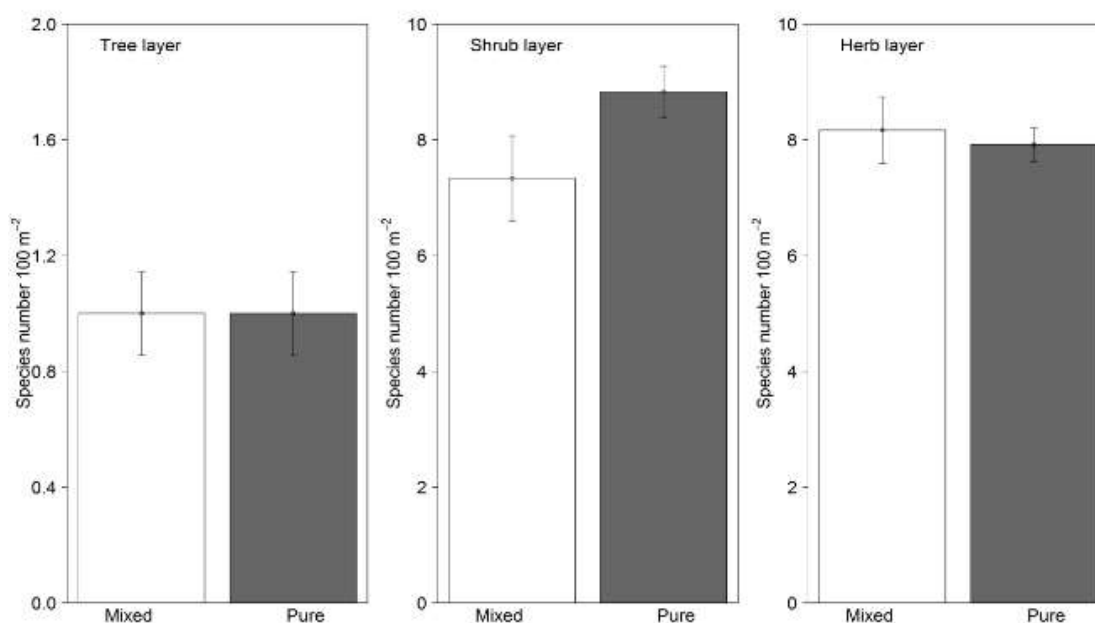 Tree layer
Species number 100 m⁻²
2.0
1.6
1.2
0.8
0.4
0.0
Mixed Pure
Shrub layer
Species number 100 m⁻²
10
8
6
4
2
0
Mixed Pure
Herb layer
Species number 100 m⁻²
10
8
6
4
2
0
Mixed Pure